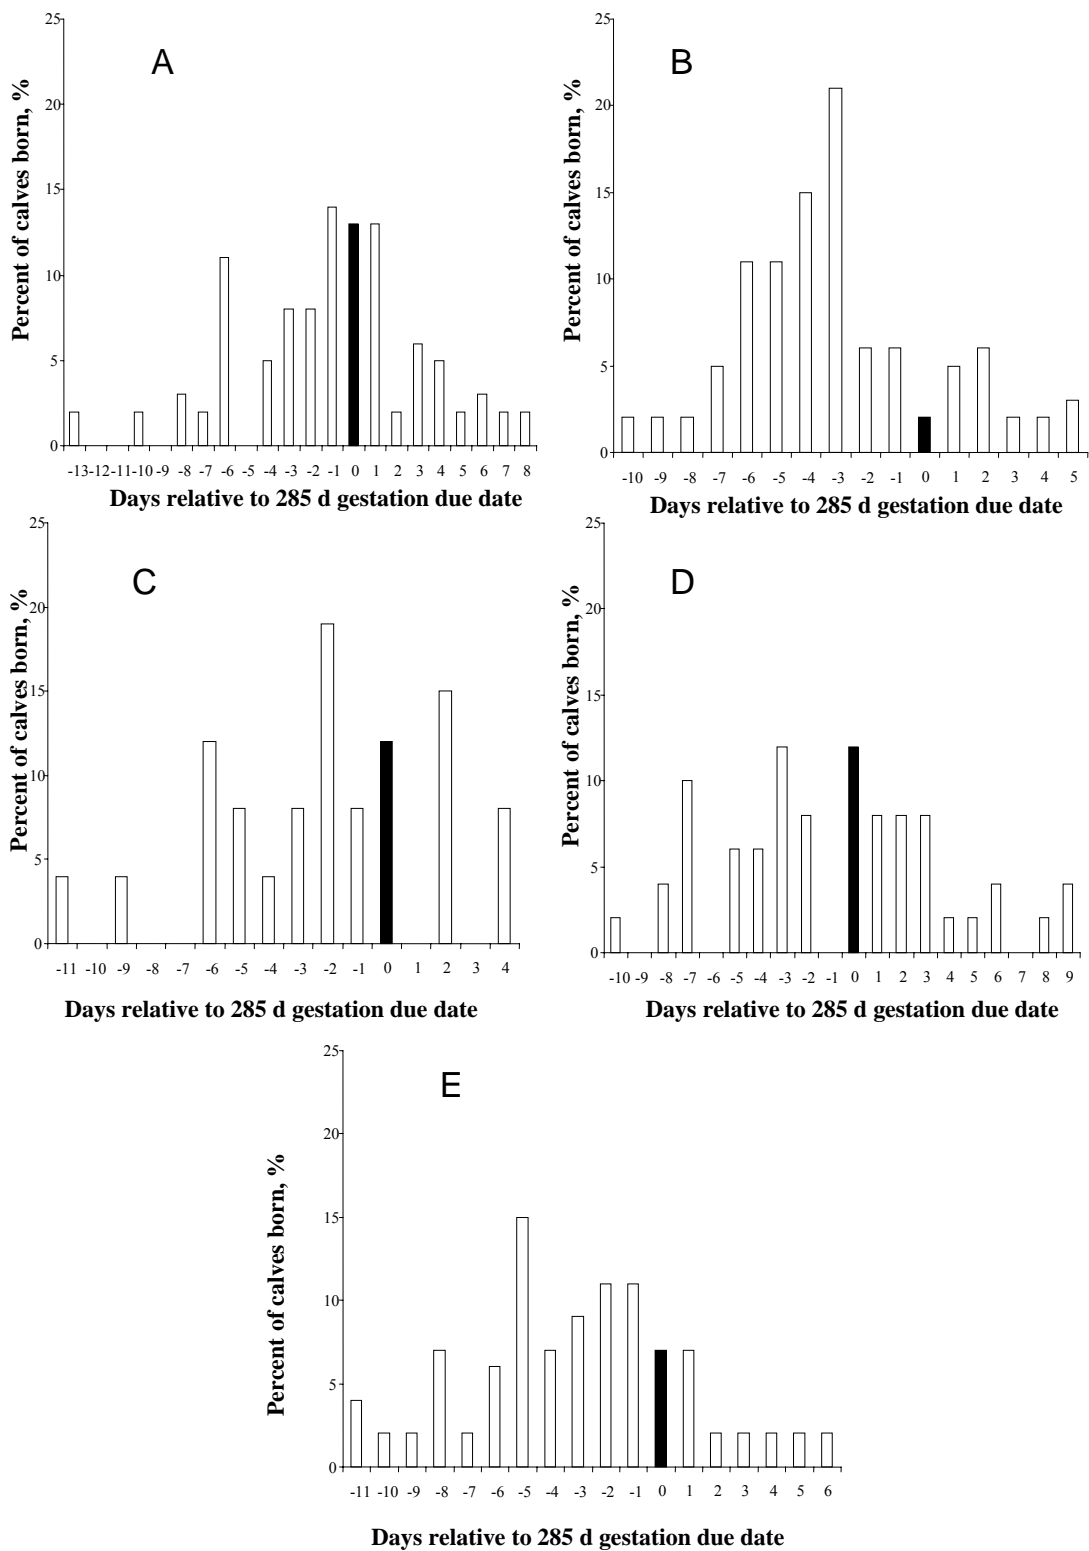 A
Percent of calves born, %
25
20
15
10
5
0
-13 -12 -11 -10 -9 -8 -7 -6 -5 -4 -3 -2 -1 0 1 2 3 4 5 6 7 8
Days relative to 285 d gestation due date
B
Percent of calves born, %
25
20
15
10
5
0
-10 -9 -8 -7 -6 -5 -4 -3 -2 -1 0 1 2 3 4 5
Days relative to 285 d gestation due date
C
Percent of calves born, %
25
20
15
10
5
0
-11 -10 -9 -8 -7 -6 -5 -4 -3 -2 -1 0 1 2 3 4
Days relative to 285 d gestation due date
D
Percent of calves born, %
25
20
15
10
5
0
-10 -9 -8 -7 -6 -5 -4 -3 -2 -1 0 1 2 3 4 5 6 7 8 9
Days relative to 285 d gestation due date
E
Percent of calves born, %
25
20
15
10
5
0
-11 -10 -9 -8 -7 -6 -5 -4 -3 -2 -1 0 1 2 3 4 5 6
Days relative to 285 d gestation due date